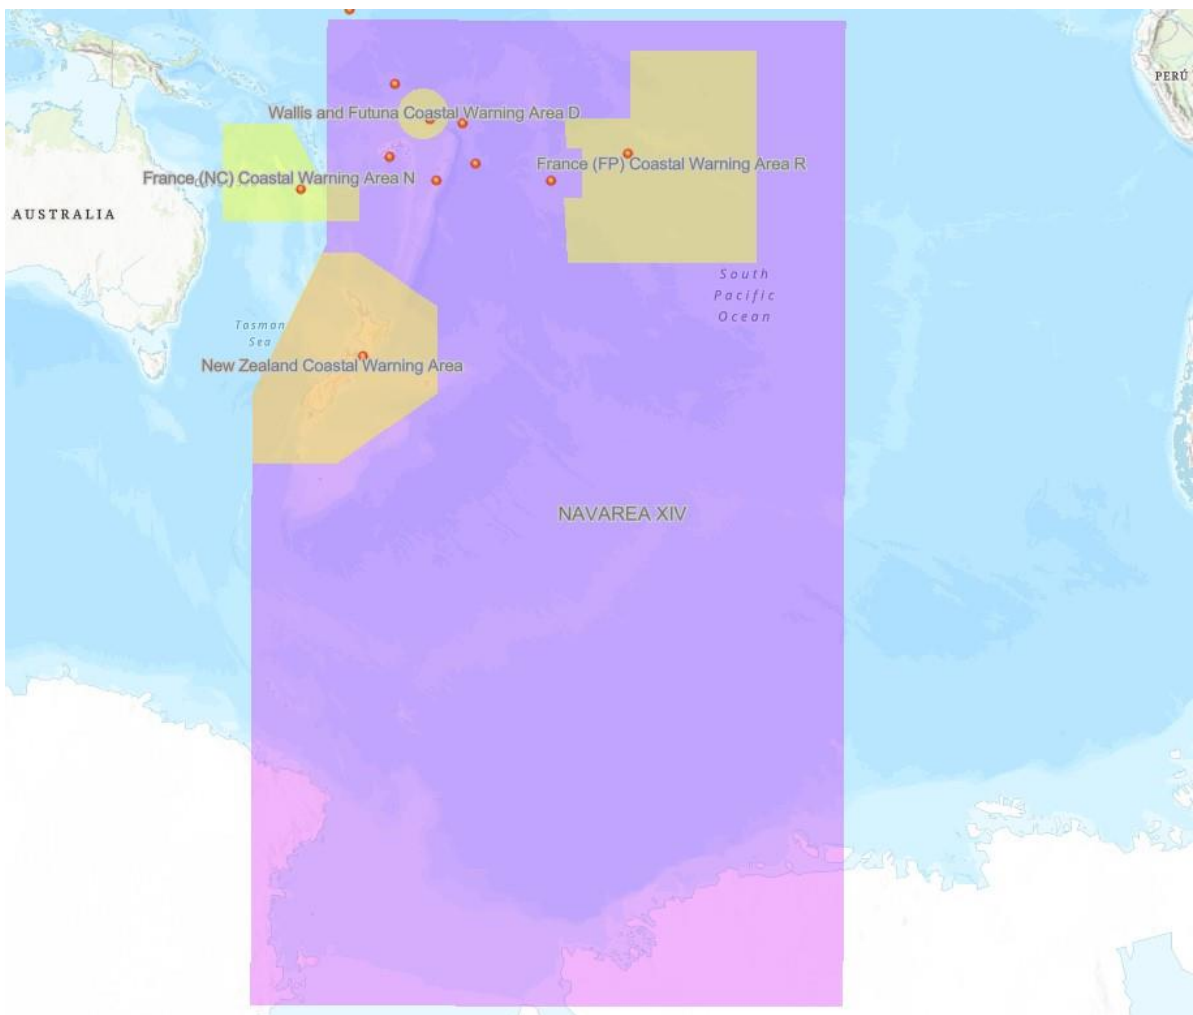 PERÚ
Wallis and Futuna Coastal Warning Area D
France (FP) Coastal Warning Area R
France (NC) Coastal Warning Area N
AUSTRALIA
South
Pacific
Ocean
Tasman
Sea
New Zealand Coastal Warning Area
NAVAREA XIV